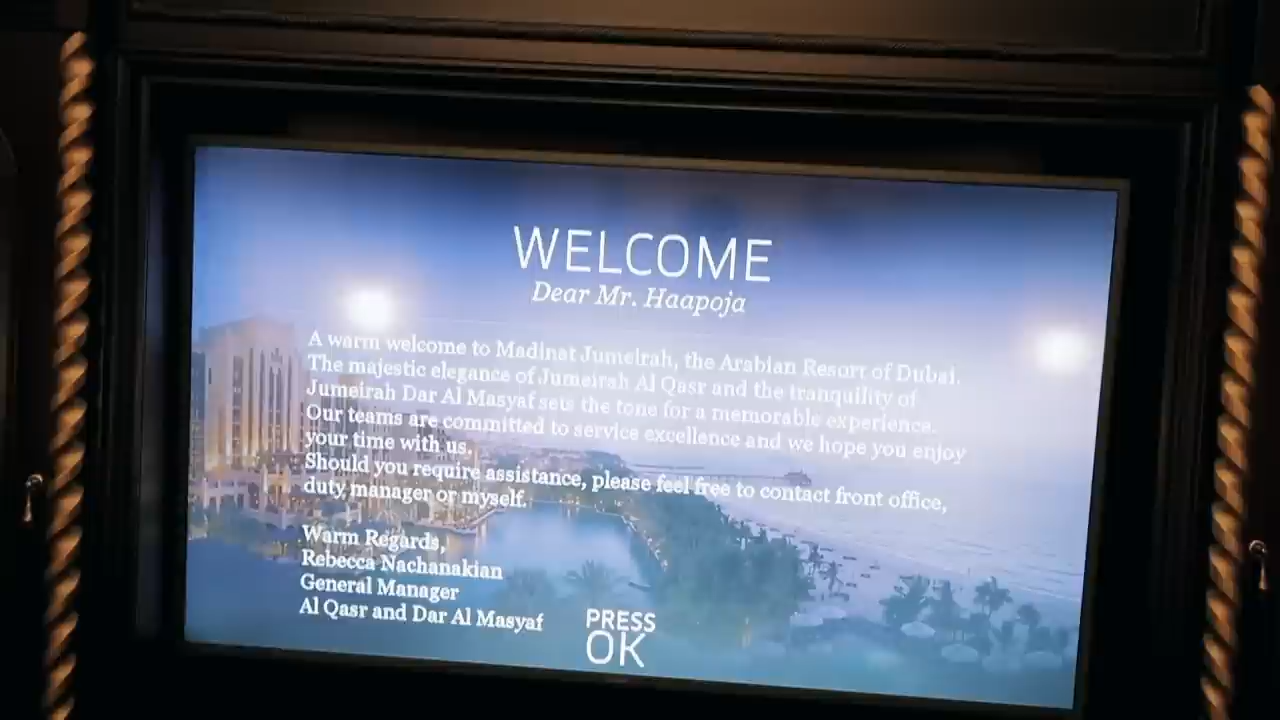 WELCOME
Dear Mr. Haapoja
A warm welcome to Madinat Jumeirah, the Arabian Resort of Dubai.
The majestic elegance of Jumeirah Al Qasr and the tranquility of
Jumeirah Dar Al Masyaf sets the tone for a memorable experience.
Our teams are committed to service excellence and we hope you enjoy
your time with us.
Should you require assistance, please feel free to contact front office,
duty manager or myself.
Warm Regards,
Rebecca Nachanakian
General Manager
Al Qasr and Dar Al Masyaf
PRESS
OK